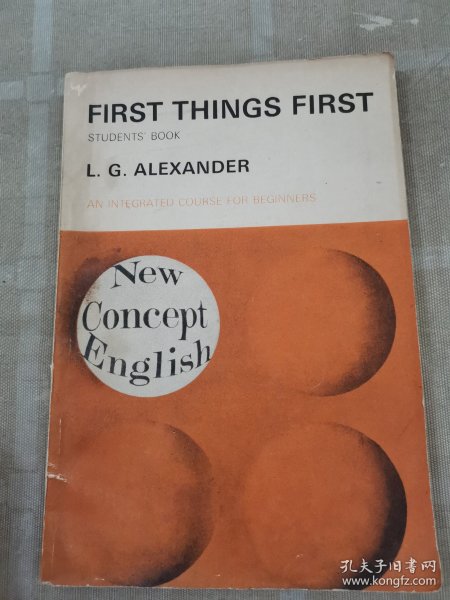 FIRST THINGS FIRST
STUDENTS' BOOK
L. G. ALEXANDER
AN INTEGRATED COURSE FOR BEGINNERS
New
Concept
English
孔夫子旧书网
www.kongfz.com